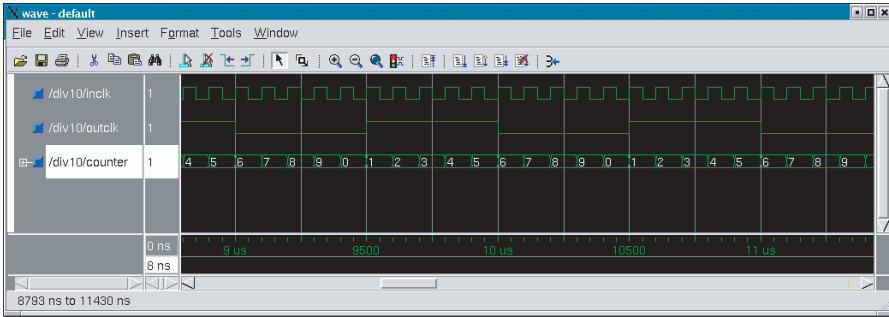 wave - default
File Edit View Insert Format Tools Window
/div10/inclk 1
/div10/outclk 1
/div10/counter 1 4 5 6 7 8 9 0 1 2 3 4 5 6 7 8 9 0 1 2 3 4 5 6 7 8 9
0 ns 9 us 9500 10 us 10500 11 us
8 ns
8793 ns to 11430 ns